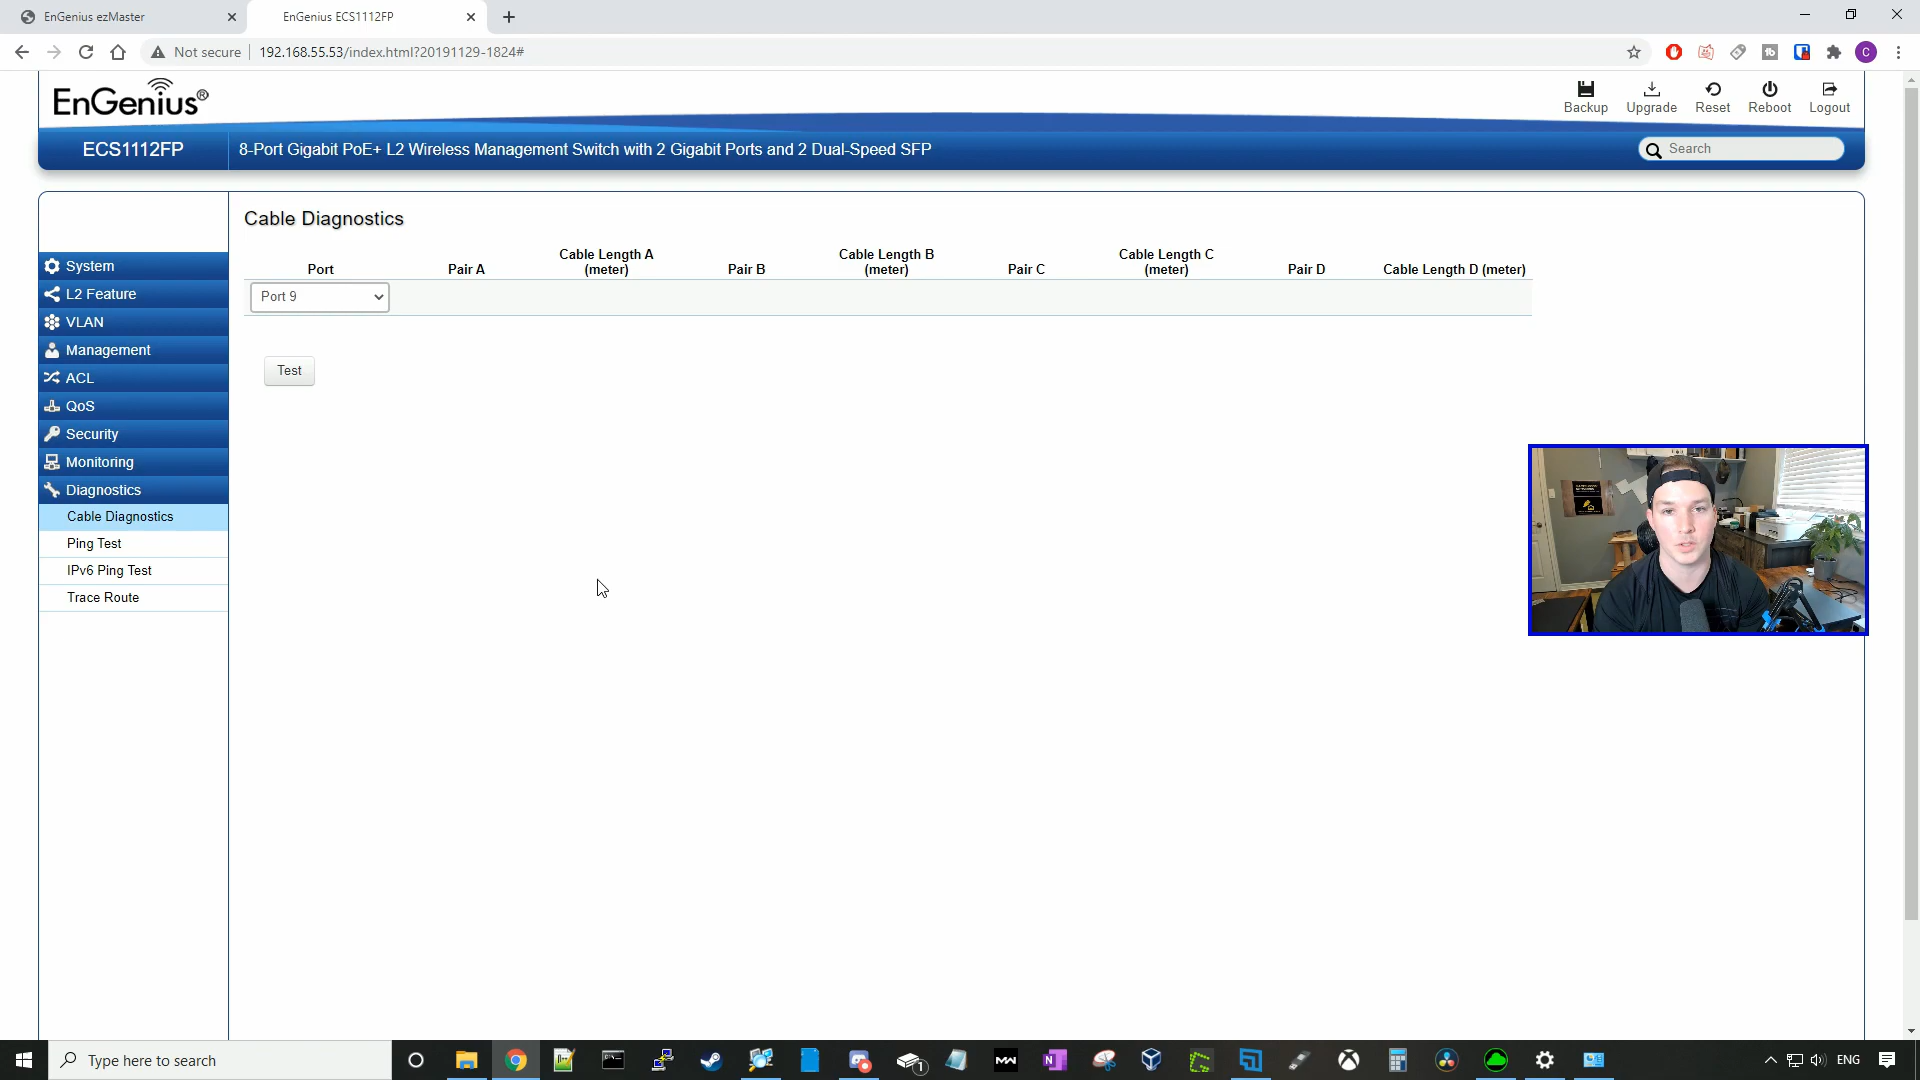 EnGenius ezMaster
EnGenius ECS1112FP
Not secure
192.168.55.53/index.html?20191129-1824#
C
EnGenius®
Backup
Upgrade
Reset
Reboot
Logout
ECS1112FP
8-Port Gigabit PoE+ L2 Wireless Management Switch with 2 Gigabit Ports and 2 Dual-Speed SFP
Search
System
L2 Feature
VLAN
Management
ACL
QoS
Security
Monitoring
Diagnostics
Cable Diagnostics
Ping Test
IPv6 Ping Test
Trace Route
Cable Diagnostics
Port
Pair A
Cable Length A
(meter)
Pair B
Cable Length B
(meter)
Pair C
Cable Length C
(meter)
Pair D
Cable Length D (meter)
Port 9
Test
Type here to search
1
MW
N
ENG